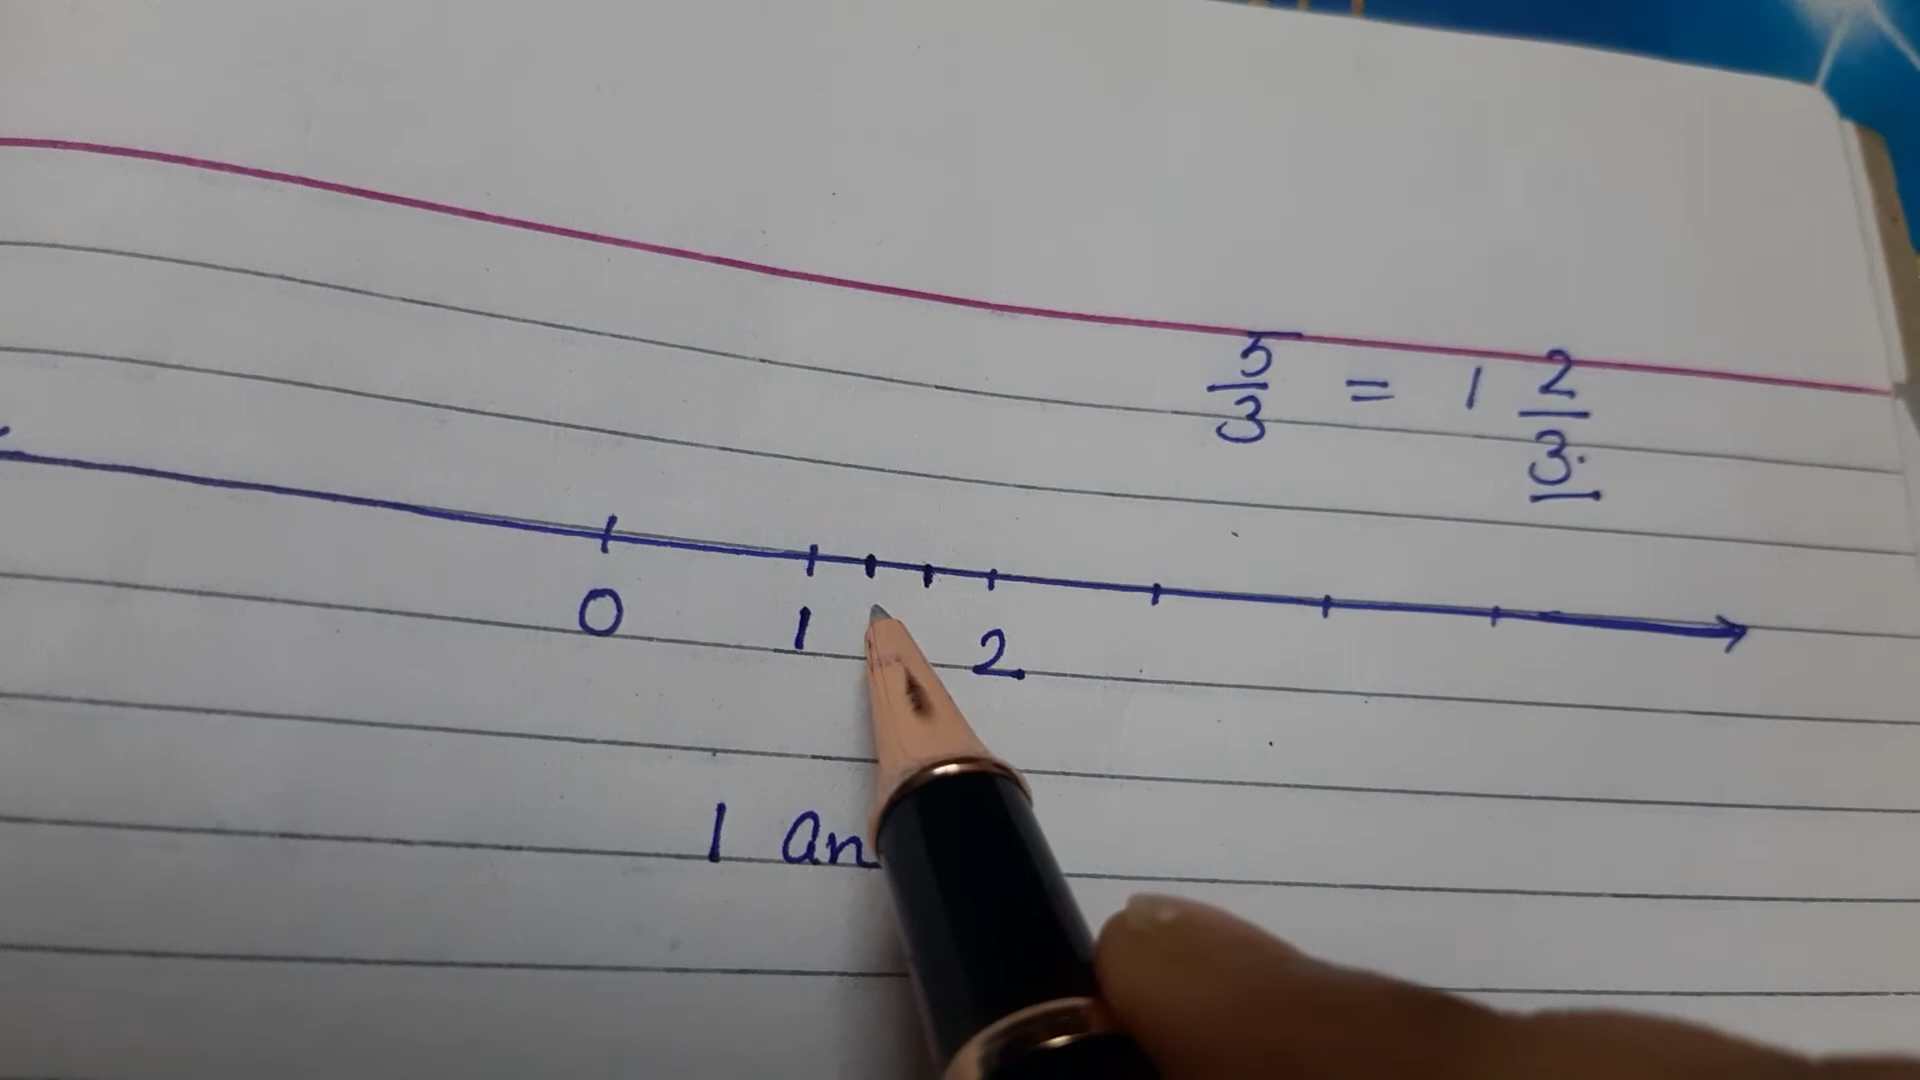 5/3 = 1 2/3
0 1 2
1 an